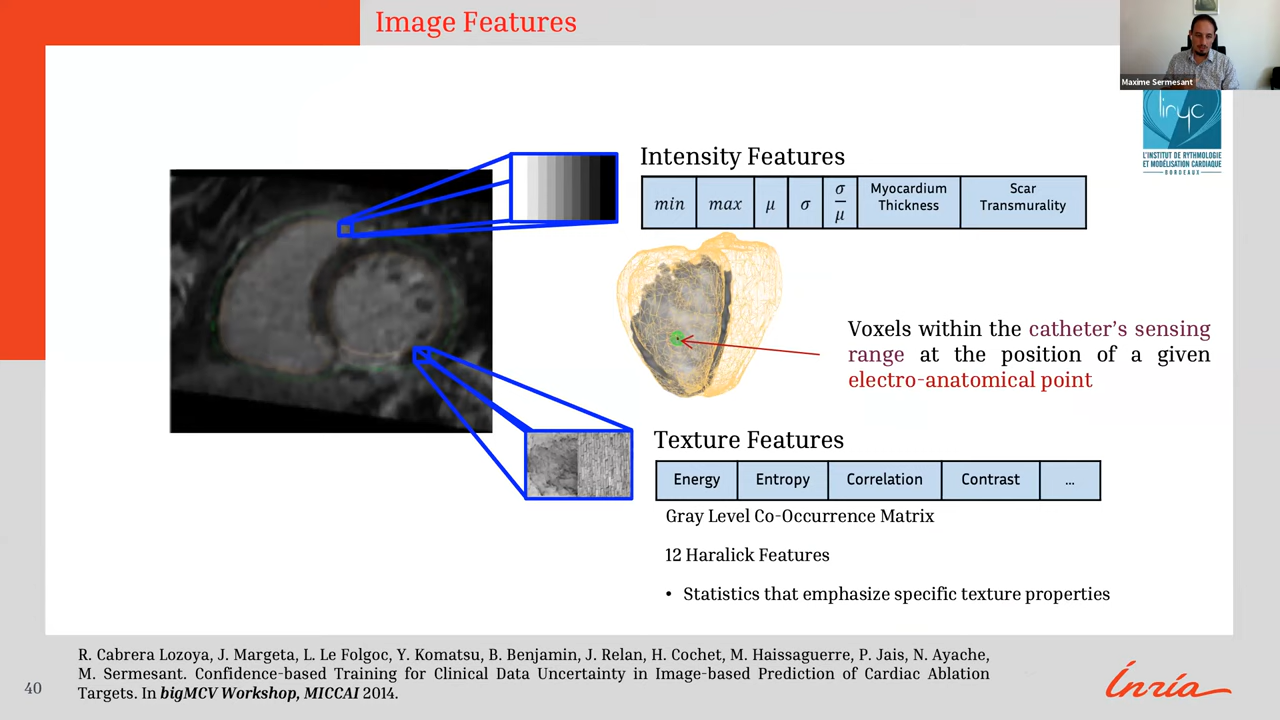 Image Features
Maxime Sermesant
liryc
L'INSTITUT DE RYTHMOLOGIE
ET MODÉLISATION CARDIAQUE
BORDEAUX
Intensity Features
min max μ σ σ/μ Myocardium Thickness Scar Transmurality
Voxels within the catheter's sensing
range at the position of a given
electro-anatomical point
Texture Features
Energy Entropy Correlation Contrast ...
Gray Level Co-Occurrence Matrix
12 Haralick Features
• Statistics that emphasize specific texture properties
R. Cabrera Lozoya, J. Margeta, L. Le Folgoc, Y. Komatsu, B. Benjamin, J. Relan, H. Cochet, M. Haissaguerre, P. Jais, N. Ayache,
M. Sermesant. Confidence-based Training for Clinical Data Uncertainty in Image-based Prediction of Cardiac Ablation
Targets. In bigMCV Workshop, MICCAI 2014.
40
Inria